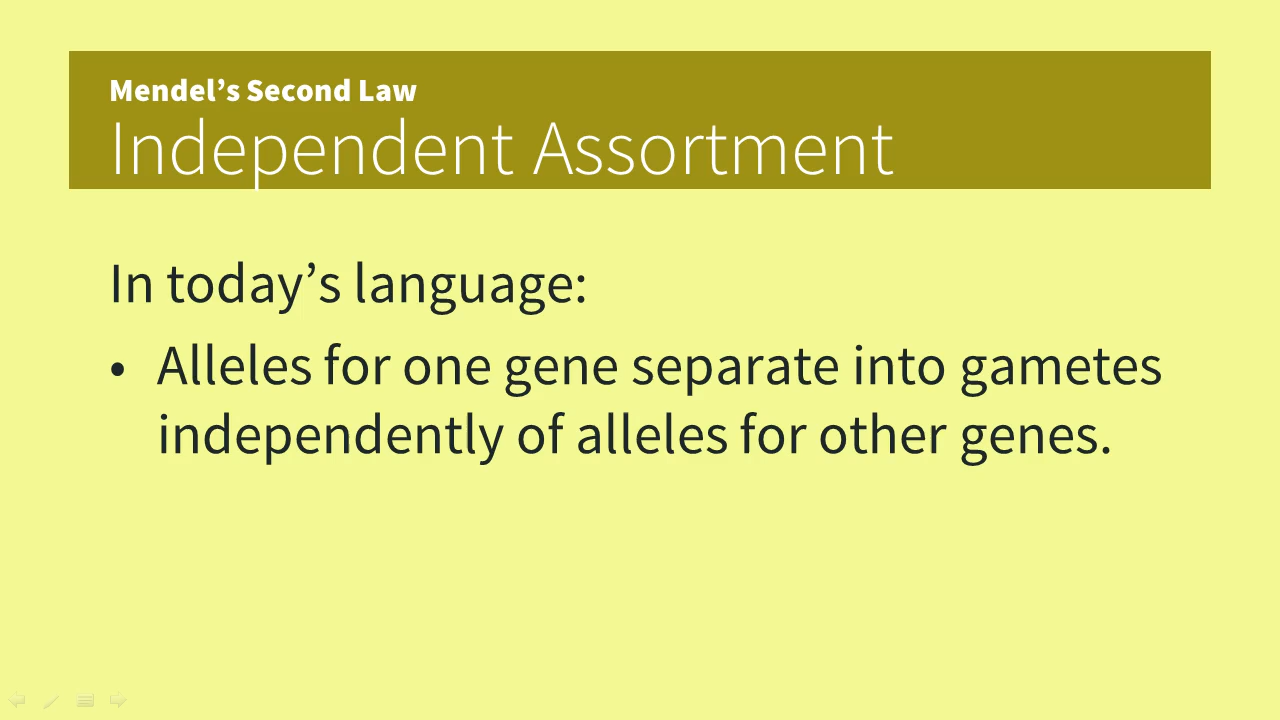 Mendel’s Second Law
Independent Assortment
In today’s language:
• Alleles for one gene separate into gametes
independently of alleles for other genes.